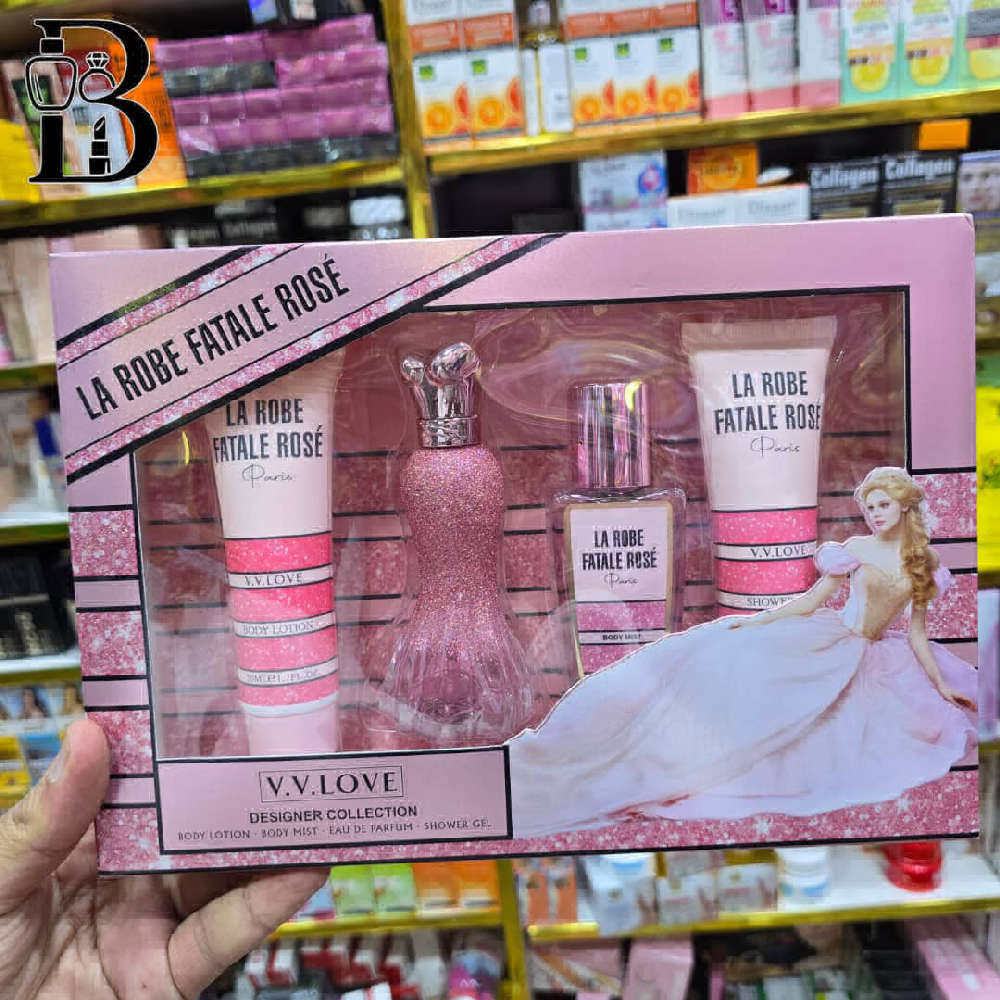 B
Collagen
Collagen
LA ROBE FATALE ROSÉ
LA ROBE
FATALE ROSÉ
Paris
V.V.LOVE
BODY LOTION
LA ROBE
FATALE ROSÉ
Paris
BODY MIST
LA ROBE
FATALE ROSÉ
Paris
V.V.LOVE
V.V.LOVE
DESIGNER COLLECTION
BODY LOTION · BODY MIST · EAU DE PARFUM · SHOWER GEL